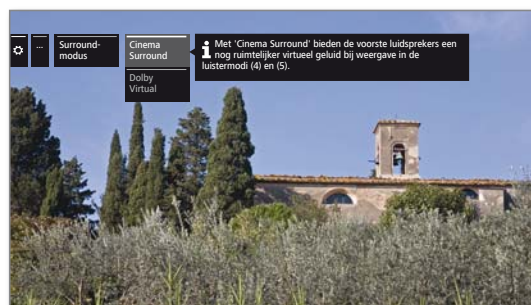 ...
Surround-
modus
Cinema
Surround
Met 'Cinema Surround' bieden de voorste luidsprekers een
nog ruimtelijker virtueel geluid bij weergave in de
luistermodi (4) en (5).
Dolby
Virtual